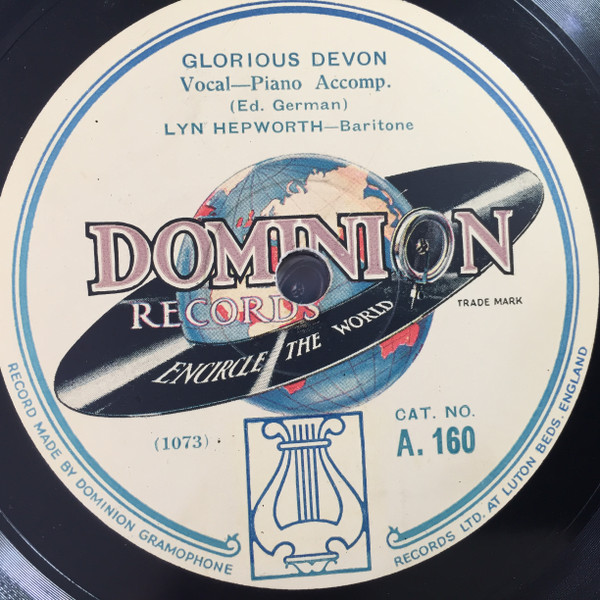 GLORIOUS DEVON
Vocal—Piano Accomp.
(Ed. German)
LYN HEPWORTH—Baritone
DOMINION
RECORDS
TRADE MARK
ENCIRCLE THE WORLD
(1073)
CAT. NO.
A. 160
RECORD MADE BY DOMINION GRAMOPHONE RECORDS LTD. AT LUTON BEDS. ENGLAND